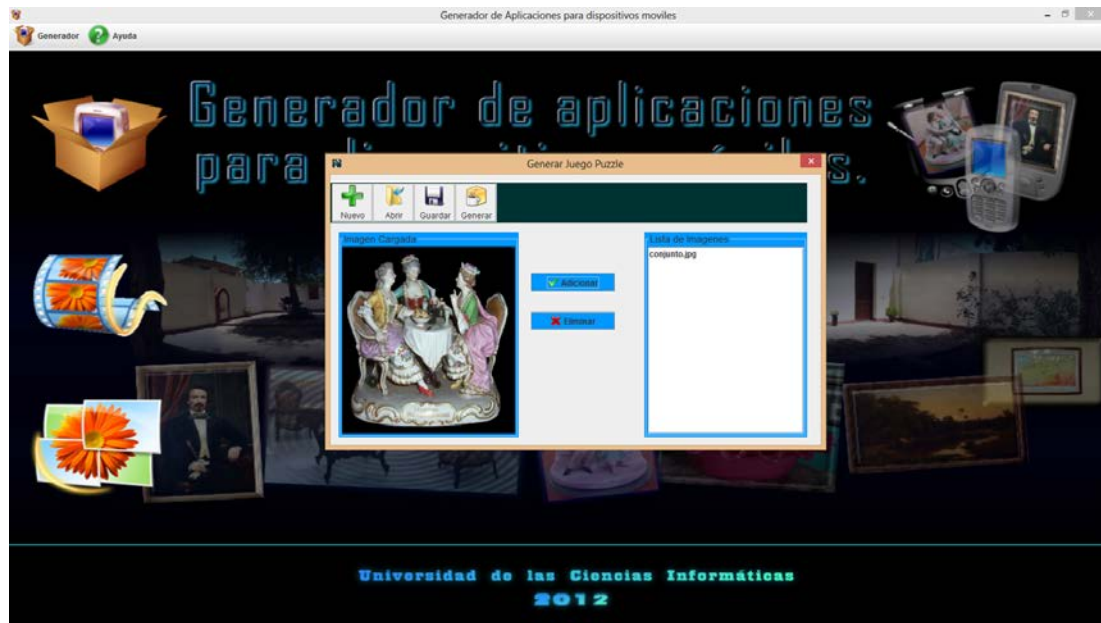 Generador de Aplicaciones para dispositivos moviles
Generador Ayuda
Generador de aplicaciones
para
s.
Generar Juego Puzzle
Nuevo Abrir Guardar Generar
Imagen Cargada
Lista de Imagenes
conjunto.jpg
Adicionar
Eliminar
Universidad de las Ciencias Informáticas
2012